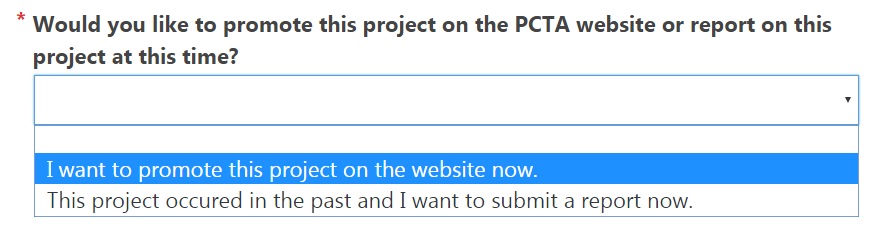 * Would you like to promote this project on the PCTA website or report on this
project at this time?
I want to promote this project on the website now.
This project occured in the past and I want to submit a report now.